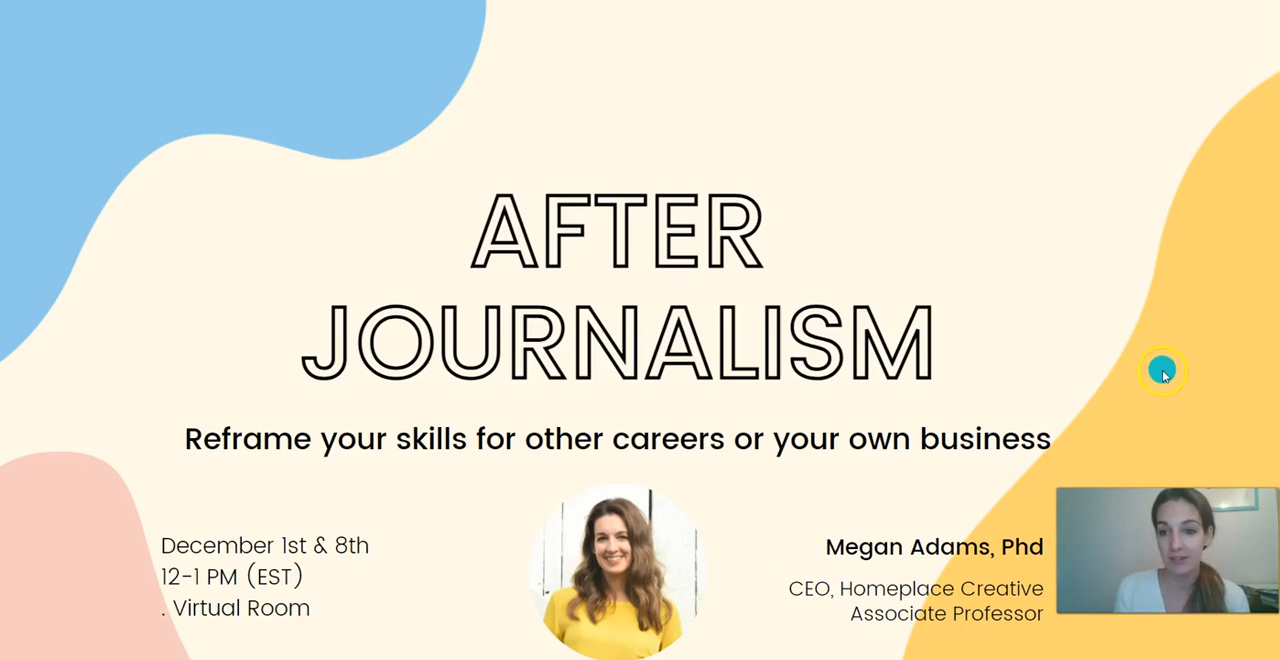 AFTER
JOURNALISM
Reframe your skills for other careers or your own business
December 1st & 8th
12-1 PM (EST)
. Virtual Room
Megan Adams, Phd
CEO, Homeplace Creative
Associate Professor